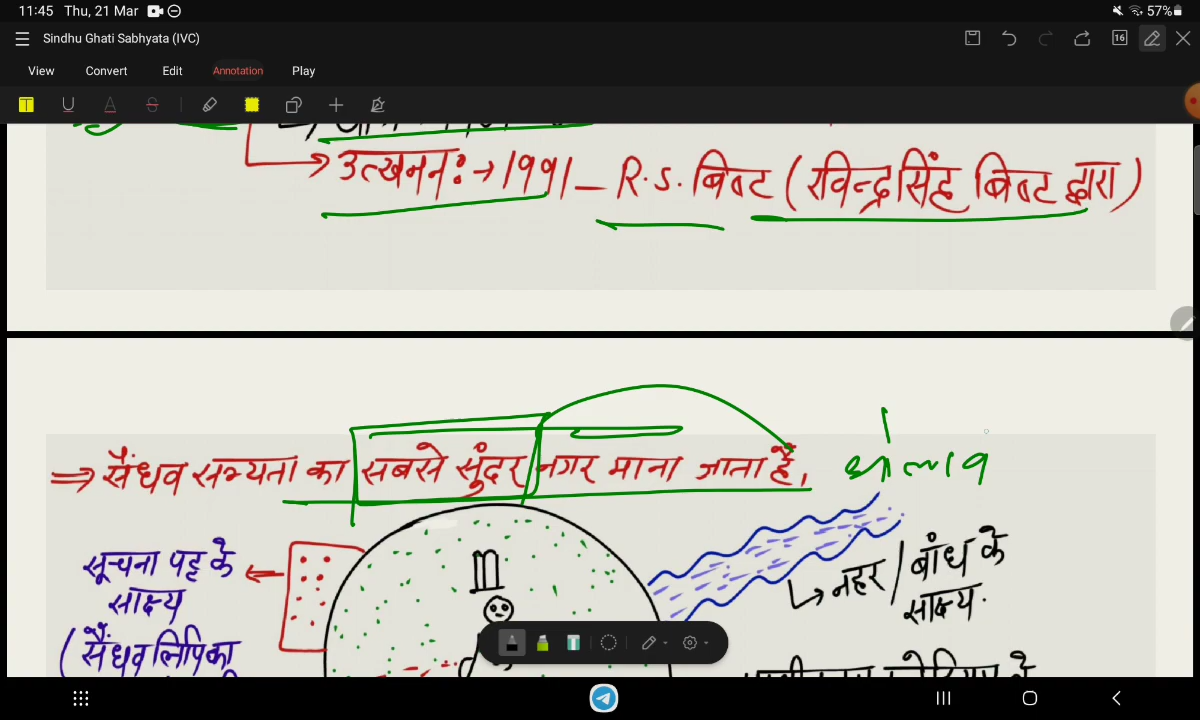 11:45 Thu, 21 Mar 57%
Sindhu Ghati Sabhyata (IVC) 16
View Convert Edit Annotation Play
T U A S
उत्खननः→1991– R.S. बिष्ट (रविन्द्रसिंह बिष्ट द्वारा)
⇒ सैंधव सभ्यता का सबसे सुंदर नगर माना जाता है,
सूचना पट्ट के
साक्ष्य
(सैंधव लिपि का
नहर/बांध के
साक्ष्य.